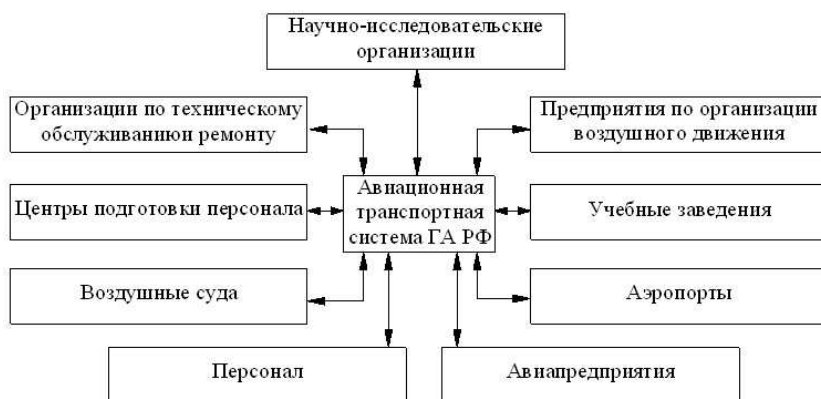 Научно-исследовательские
организации
Организации по техническому
обслуживаниюи ремонту
Предприятия по организации
воздушного движения
Авиационная
транспортная
система ГА РФ
Центры подготовки персонала
Учебные заведения
Воздушные суда
Аэропорты
Персонал
Авиапредприятия